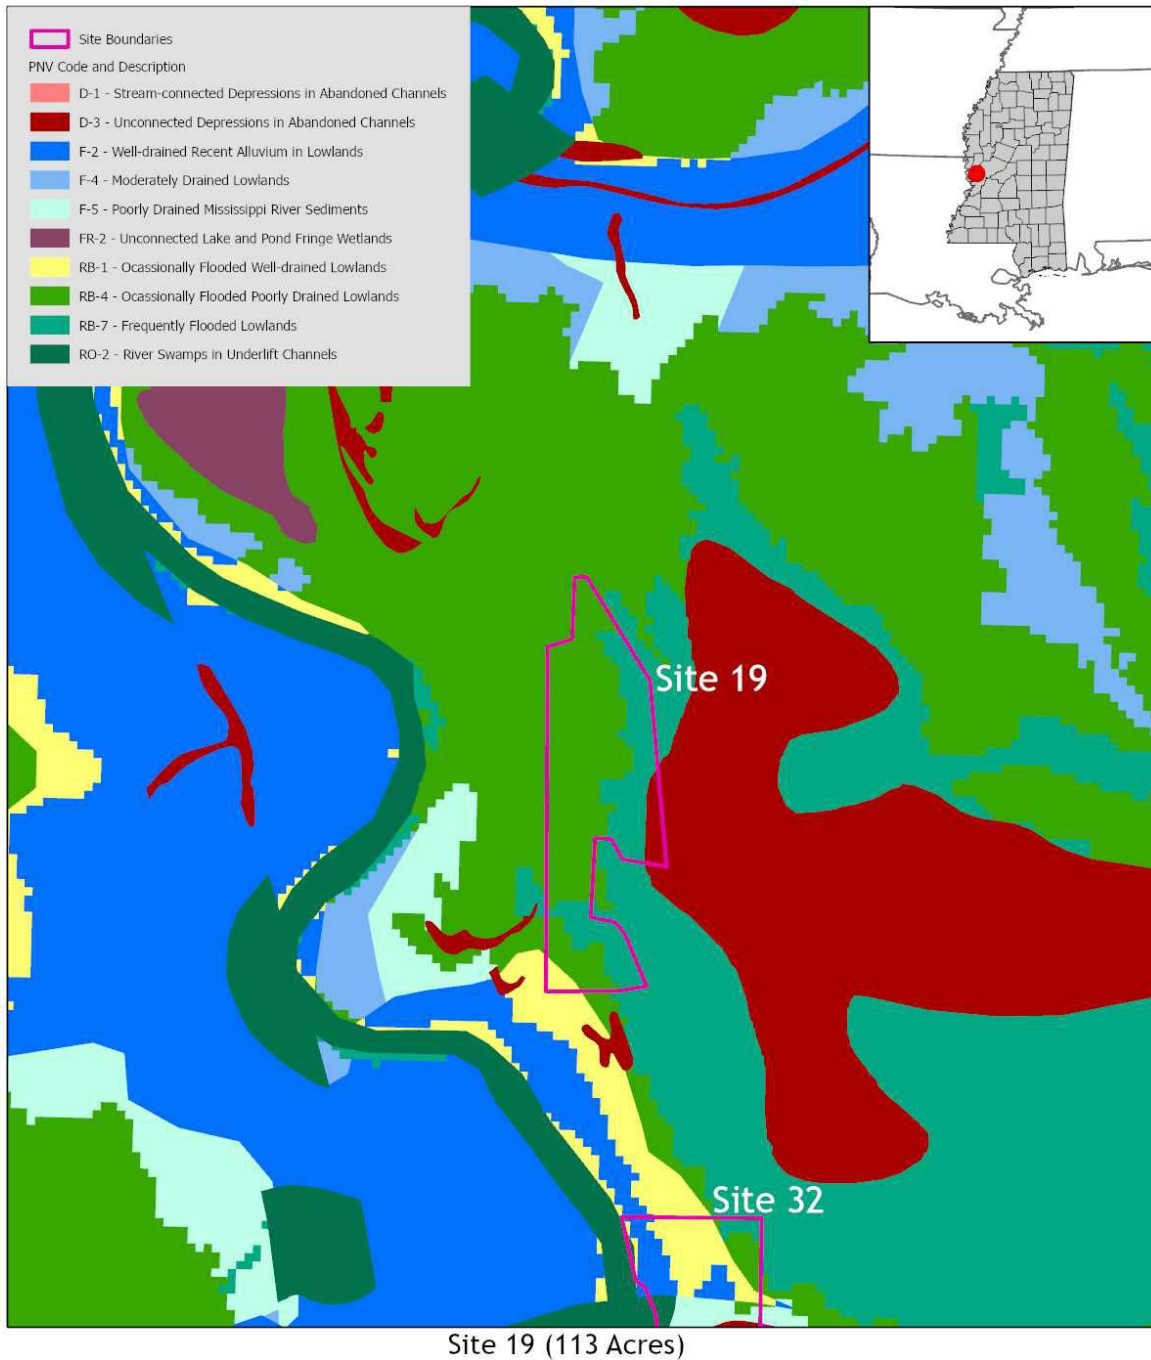 Site Boundaries
PNV Code and Description
D-1 - Stream-connected Depressions in Abandoned Channels
D-3 - Unconnected Depressions in Abandoned Channels
F-2 - Well-drained Recent Alluvium in Lowlands
F-4 - Moderately Drained Lowlands
F-5 - Poorly Drained Mississippi River Sediments
FR-2 - Unconnected Lake and Pond Fringe Wetlands
RB-1 - Ocassionally Flooded Well-drained Lowlands
RB-4 - Ocassionally Flooded Poorly Drained Lowlands
RB-7 - Frequently Flooded Lowlands
RO-2 - River Swamps in Underlift Channels
Site 19
Site 32
Site 19 (113 Acres)